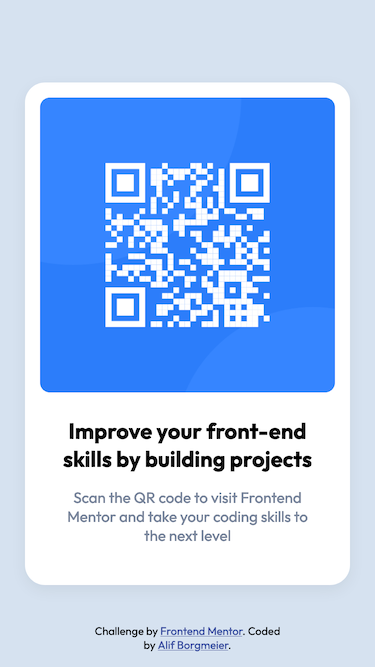 Improve your front-end
skills by building projects
Scan the QR code to visit Frontend
Mentor and take your coding skills to
the next level
Challenge by Frontend Mentor. Coded
by Alif Borgmeier.